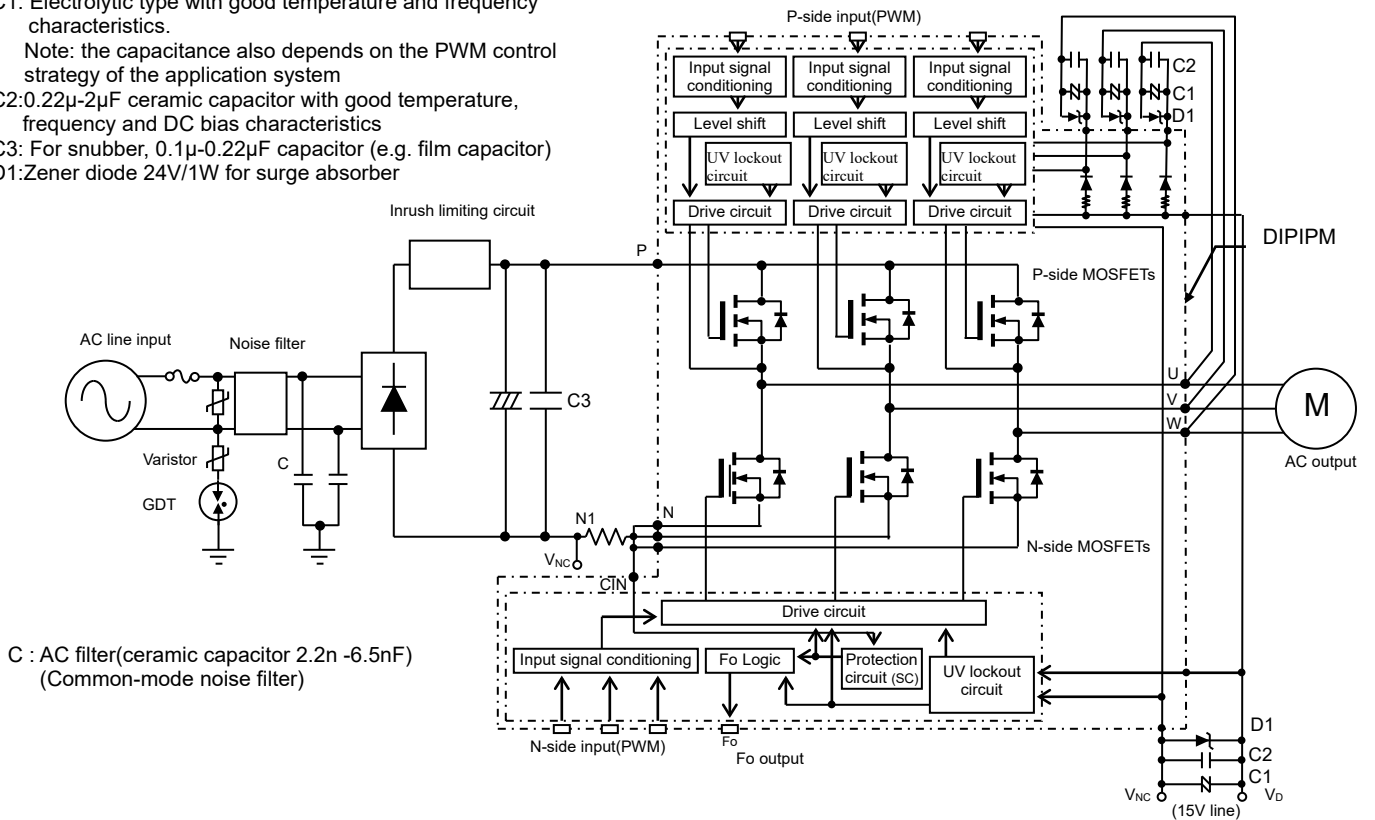 C1: Electrolytic type with good temperature and frequency
characteristics.
Note: the capacitance also depends on the PWM control
strategy of the application system
C2:0.22μ-2μF ceramic capacitor with good temperature,
frequency and DC bias characteristics
C3: For snubber, 0.1μ-0.22μF capacitor (e.g. film capacitor)
D1:Zener diode 24V/1W for surge absorber
P-side input(PWM)
Input signal
conditioning
Input signal
conditioning
Input signal
conditioning
Level shift
Level shift
Level shift
UV lockout
circuit
UV lockout
circuit
UV lockout
circuit
Drive circuit
Drive circuit
Drive circuit
C2
C1
D1
Inrush limiting circuit
DIPIPM
P
P-side MOSFETs
AC line input
Noise filter
C3
U
V
W
M
AC output
Varistor
C
GDT
N1
N
VNC
N-side MOSFETs
CIN
Drive circuit
Input signal conditioning
Fo Logic
Protection
circuit (SC)
UV lockout
circuit
C : AC filter(ceramic capacitor 2.2n -6.5nF)
(Common-mode noise filter)
N-side input(PWM)
Fo
Fo output
D1
C2
C1
VNC
VD
(15V line)